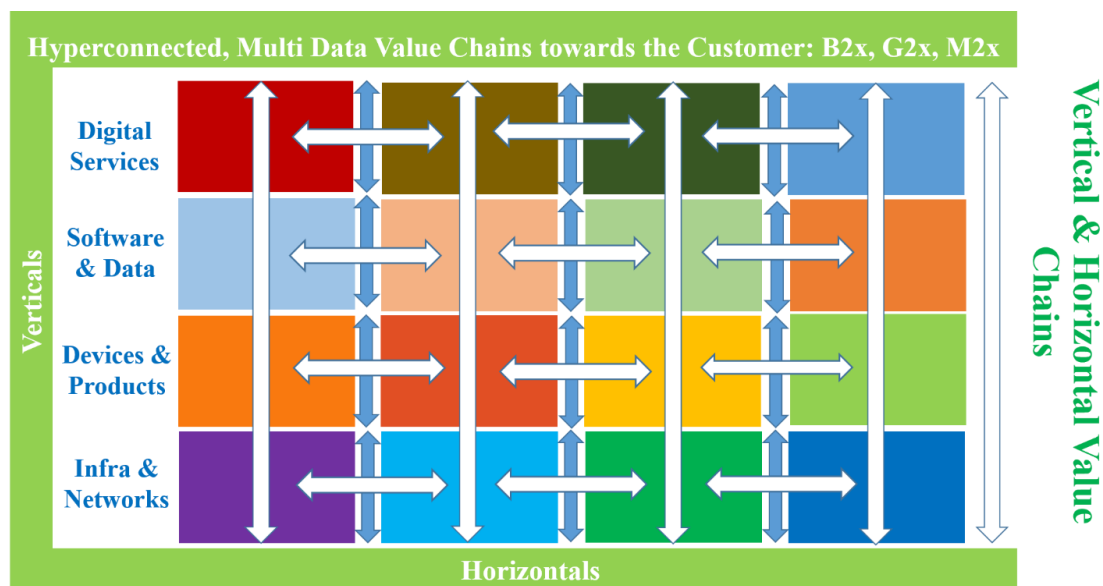 Hyperconnected, Multi Data Value Chains towards the Customer: B2x, G2x, M2x
Verticals
Digital
Services
Software
& Data
Devices &
Products
Infra &
Networks
Horizontals
Vertical & Horizontal Value
Chains